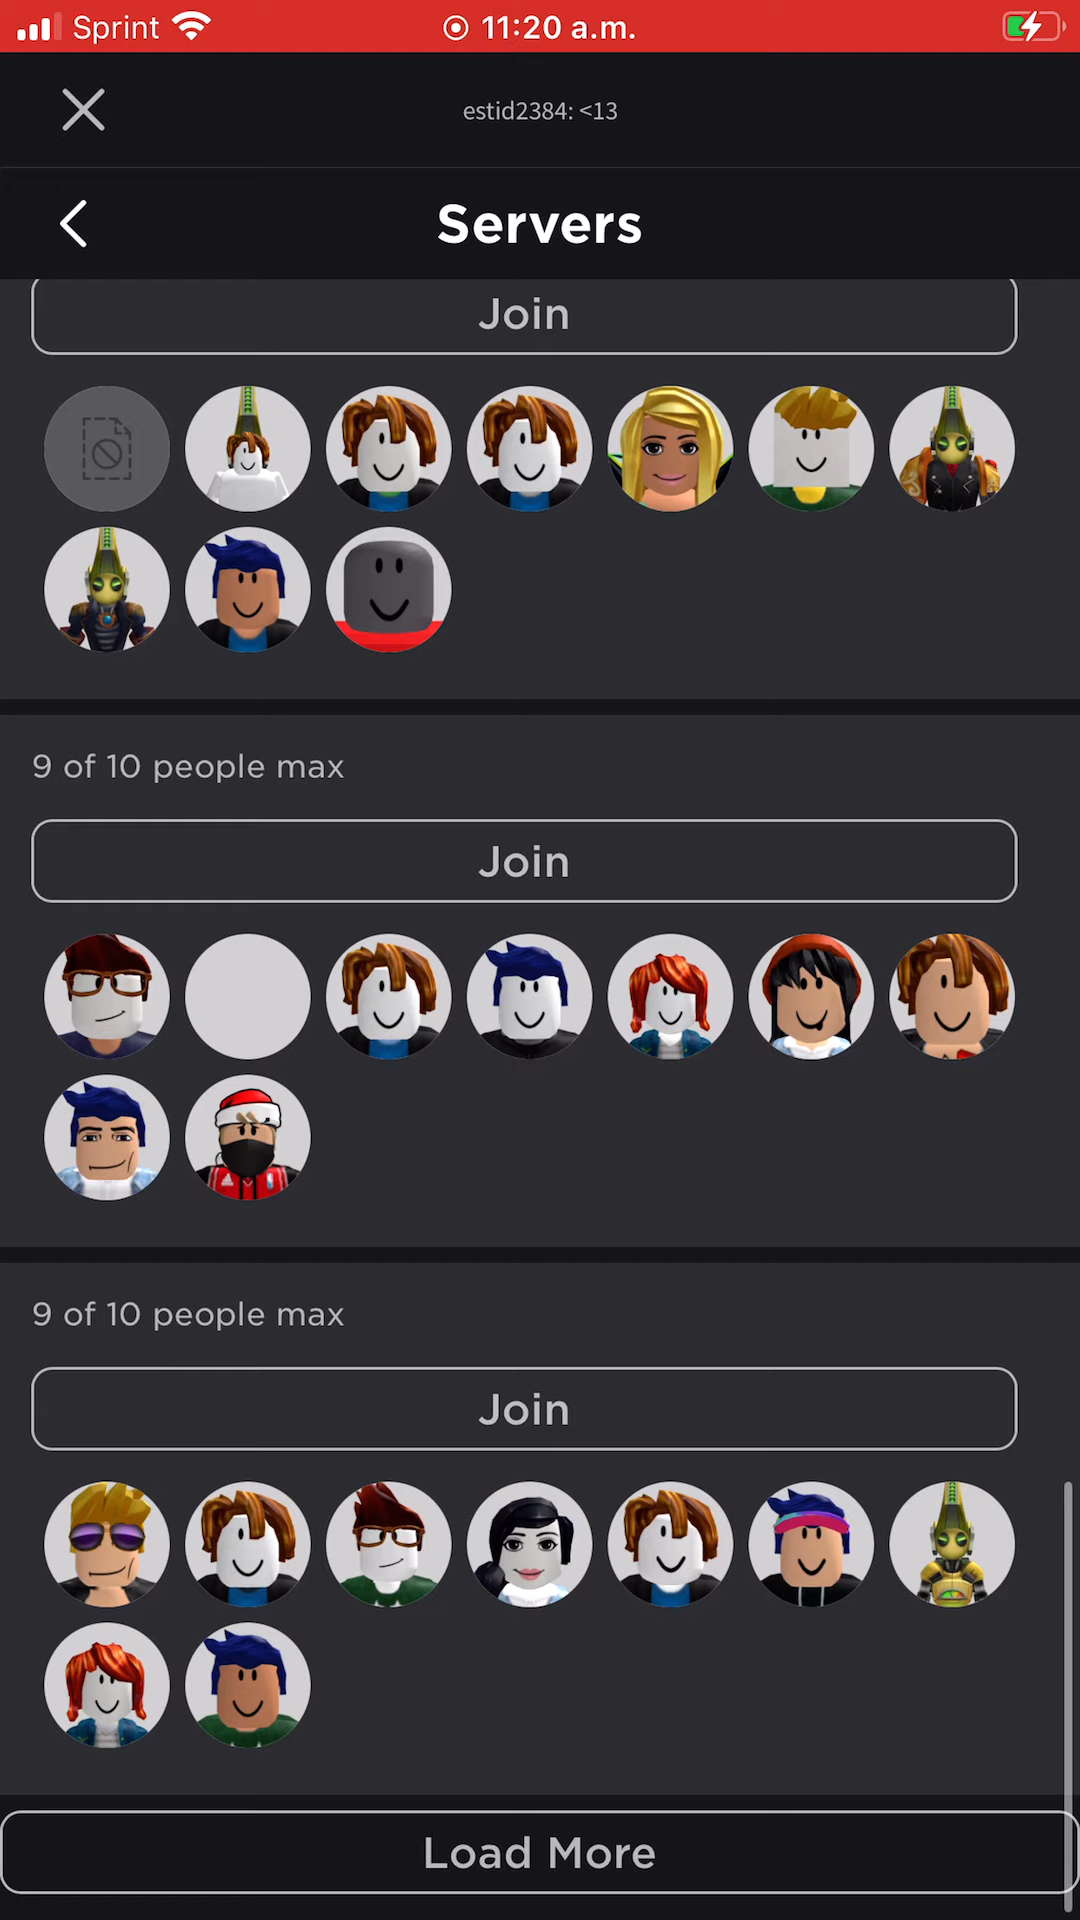 Sprint 11:20 a.m.
estid2384: <13
Servers
Join
9 of 10 people max
Join
9 of 10 people max
Join
Load More